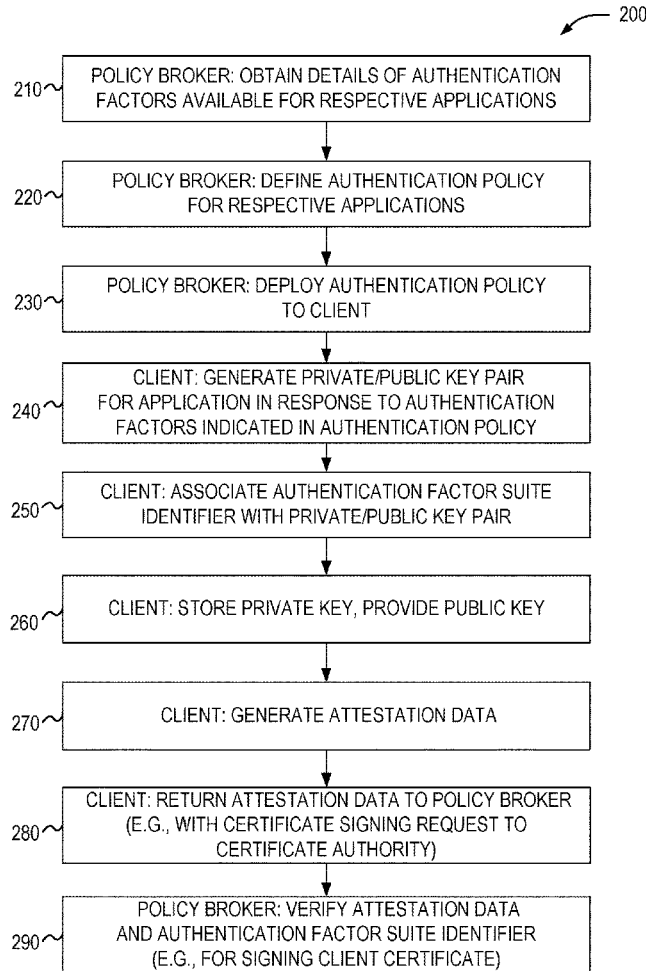 200
210
POLICY BROKER: OBTAIN DETAILS OF AUTHENTICATION
FACTORS AVAILABLE FOR RESPECTIVE APPLICATIONS
220
POLICY BROKER: DEFINE AUTHENTICATION POLICY
FOR RESPECTIVE APPLICATIONS
230
POLICY BROKER: DEPLOY AUTHENTICATION POLICY
TO CLIENT
240
CLIENT: GENERATE PRIVATE/PUBLIC KEY PAIR
FOR APPLICATION IN RESPONSE TO AUTHENTICATION
FACTORS INDICATED IN AUTHENTICATION POLICY
250
CLIENT: ASSOCIATE AUTHENTICATION FACTOR SUITE
IDENTIFIER WITH PRIVATE/PUBLIC KEY PAIR
260
CLIENT: STORE PRIVATE KEY, PROVIDE PUBLIC KEY
270
CLIENT: GENERATE ATTESTATION DATA
280
CLIENT: RETURN ATTESTATION DATA TO POLICY BROKER
(E.G., WITH CERTIFICATE SIGNING REQUEST TO
CERTIFICATE AUTHORITY)
290
POLICY BROKER: VERIFY ATTESTATION DATA
AND AUTHENTICATION FACTOR SUITE IDENTIFIER
(E.G., FOR SIGNING CLIENT CERTIFICATE)